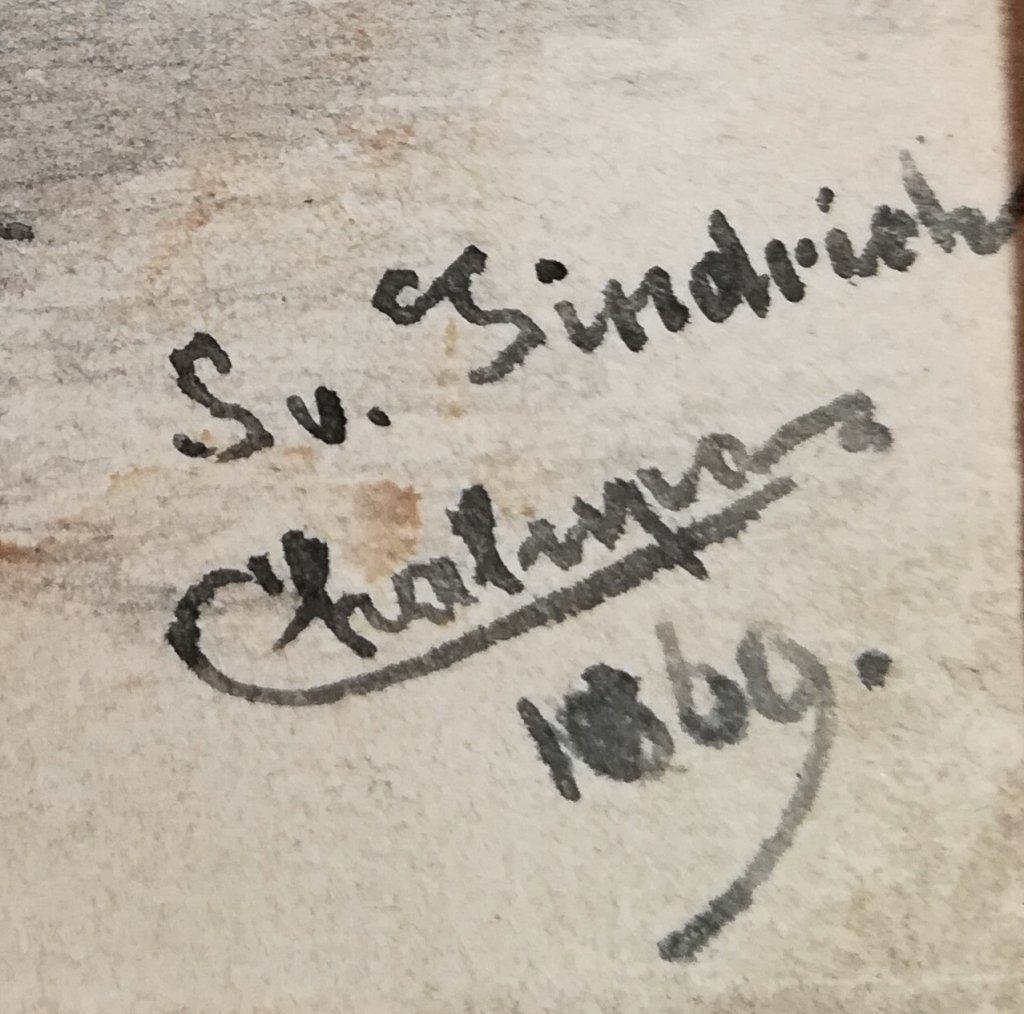 Sv. Jindrich
Chalupa
1869.